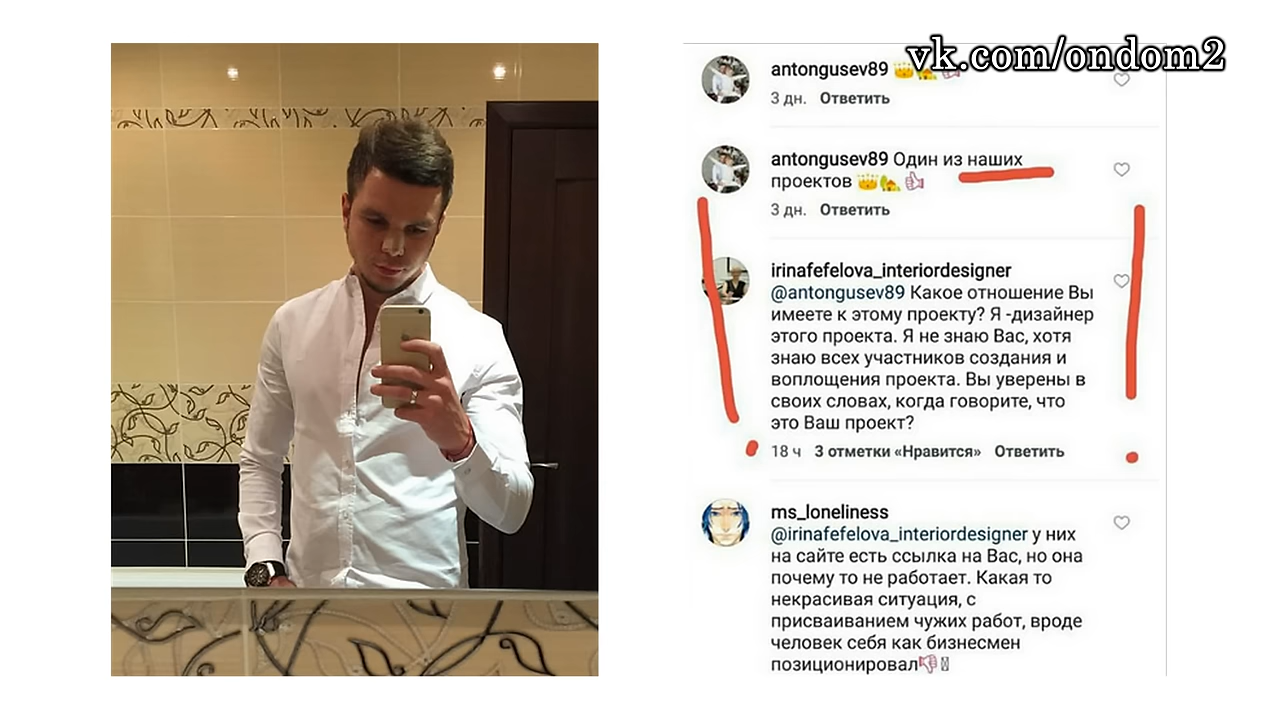 vk.com/ondom2
antongusev89 👑🏡👍
3 дн. Ответить
antongusev89 Один из наших
проектов 👑🏡👍
3 дн. Ответить
irinafefelova_interiordesigner
@antongusev89 Какое отношение Вы
имеете к этому проекту? Я -дизайнер
этого проекта. Я не знаю Вас, хотя
знаю всех участников создания и
воплощения проекта. Вы уверены в
своих словах, когда говорите, что
это Ваш проект?
18 ч 3 отметки «Нравится» Ответить
ms_loneliness
@irinafefelova_interiordesigner у них
на сайте есть ссылка на Вас, но она
почему то не работает. Какая то
некрасивая ситуация, с
присваиванием чужих работ, вроде
человек себя как бизнесмен
позиционировал👎